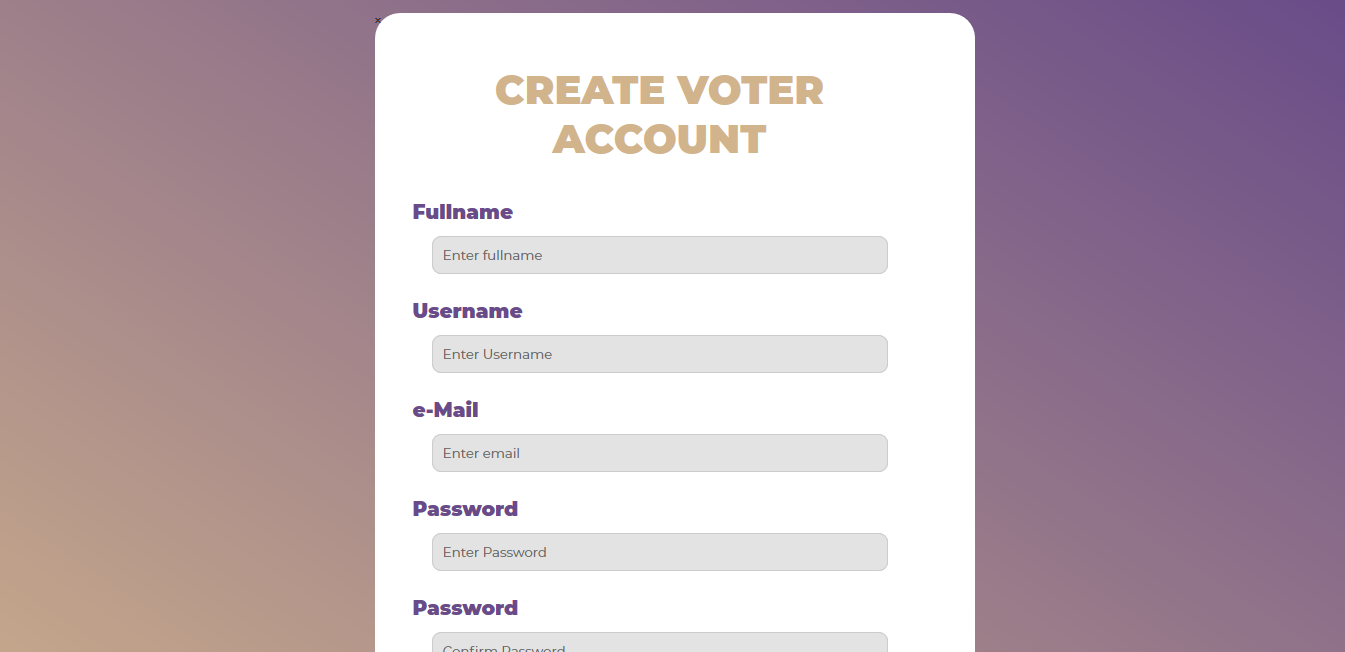 ×
CREATE VOTER
ACCOUNT
Fullname
Enter fullname
Username
Enter Username
e-Mail
Enter email
Password
Enter Password
Password
Confirm Password